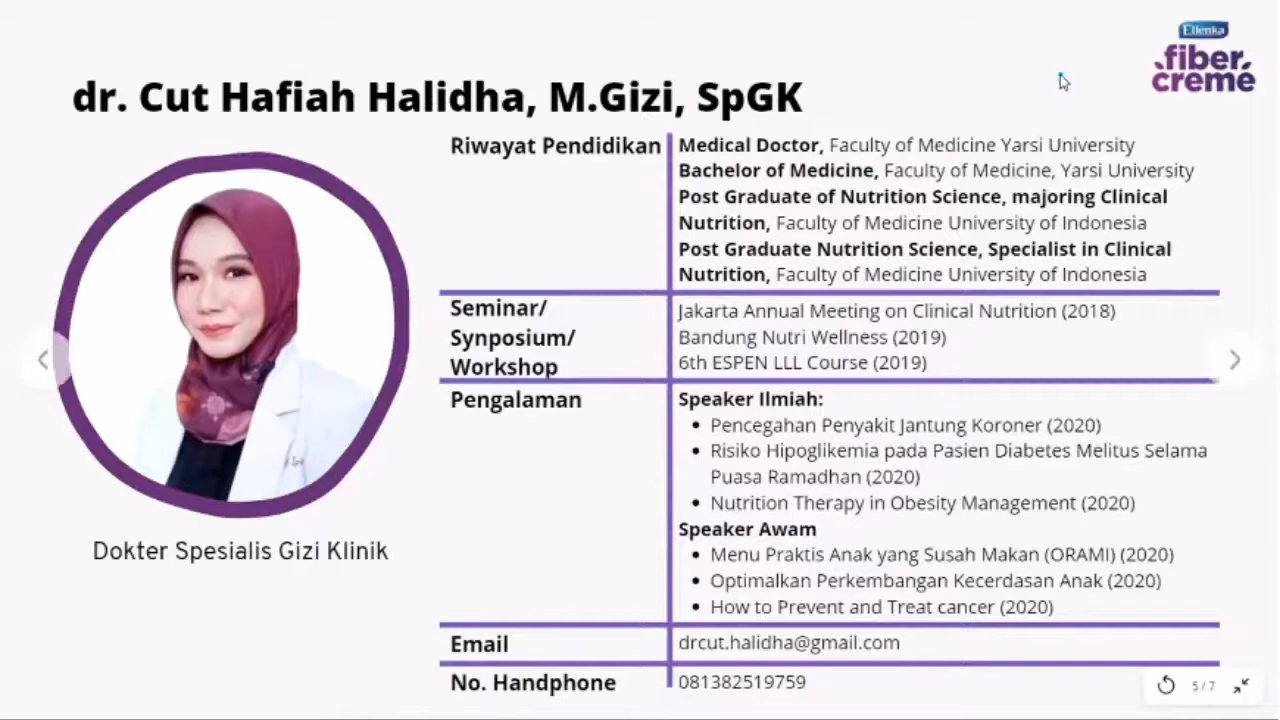 Ellenka
fiber
creme
dr. Cut Hafiah Halidha, M.Gizi, SpGK
Riwayat Pendidikan
Medical Doctor, Faculty of Medicine Yarsi University
Bachelor of Medicine, Faculty of Medicine, Yarsi University
Post Graduate of Nutrition Science, majoring Clinical
Nutrition, Faculty of Medicine University of Indonesia
Post Graduate Nutrition Science, Specialist in Clinical
Nutrition, Faculty of Medicine University of Indonesia
Seminar/
Synposium/
Workshop
Jakarta Annual Meeting on Clinical Nutrition (2018)
Bandung Nutri Wellness (2019)
6th ESPEN LLL Course (2019)
Pengalaman
Speaker Ilmiah:
• Pencegahan Penyakit Jantung Koroner (2020)
• Risiko Hipoglikemia pada Pasien Diabetes Melitus Selama
Puasa Ramadhan (2020)
• Nutrition Therapy in Obesity Management (2020)
Speaker Awam
• Menu Praktis Anak yang Susah Makan (ORAMI) (2020)
• Optimalkan Perkembangan Kecerdasan Anak (2020)
• How to Prevent and Treat cancer (2020)
Dokter Spesialis Gizi Klinik
Email
drcut.halidha@gmail.com
No. Handphone
081382519759
5/7